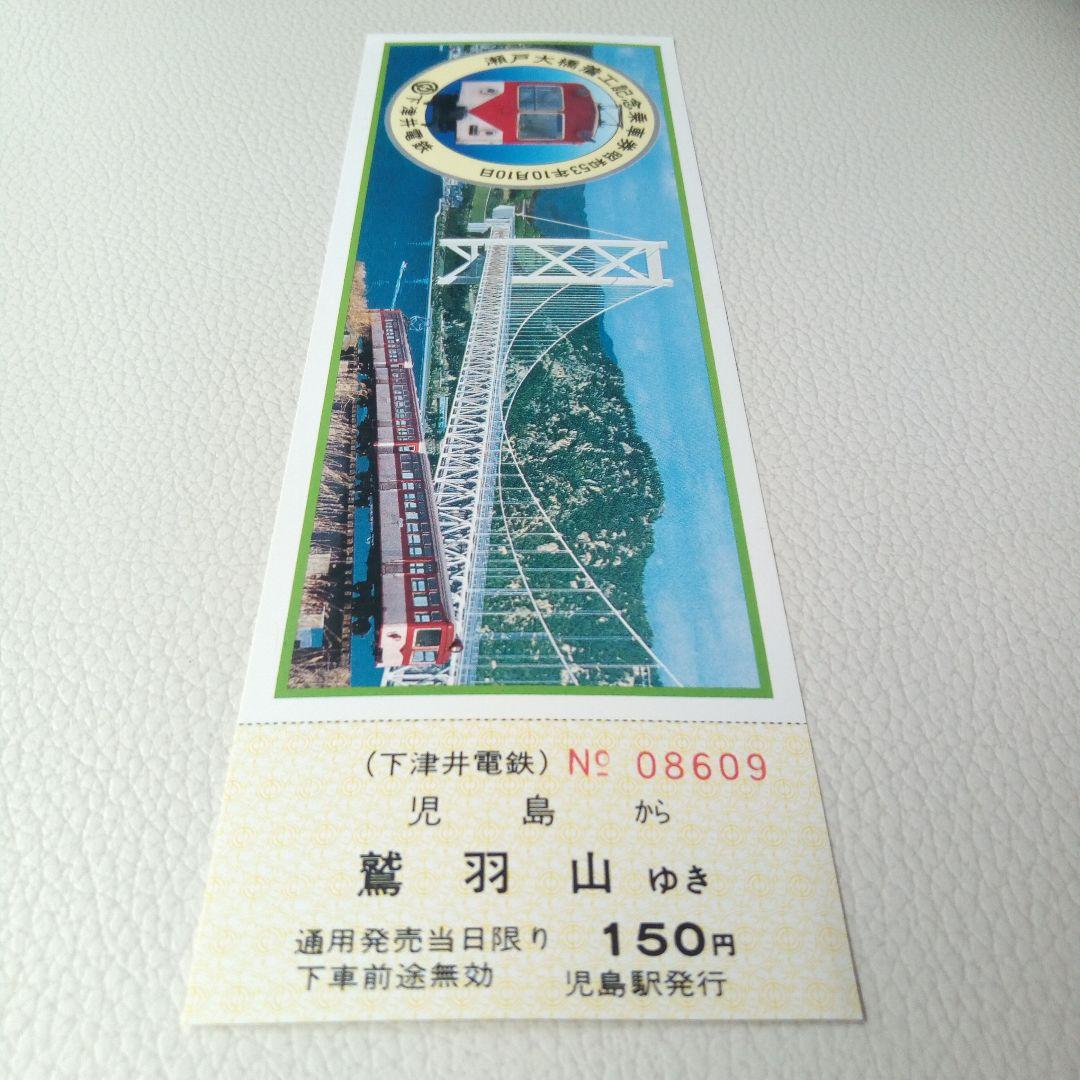 瀬戸大橋着工記念乗車券昭和53年10月10日
下津井電鉄
(下津井電鉄) Nº 08609
児島から
鷲羽山ゆき
通用発売当日限り 150円
下車前途無効 児島駅発行